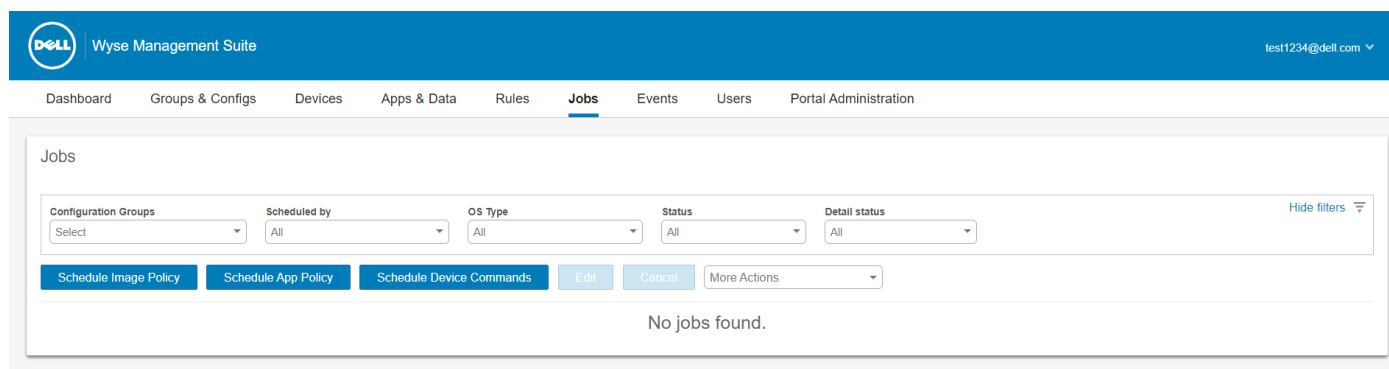 DELL Wyse Management Suite test1234@dell.com
Dashboard Groups & Configs Devices Apps & Data Rules Jobs Events Users Portal Administration
Jobs
Configuration Groups Scheduled by OS Type Status Detail status Hide filters
Select All All All All
Schedule Image Policy Schedule App Policy Schedule Device Commands Edit Cancel More Actions
No jobs found.